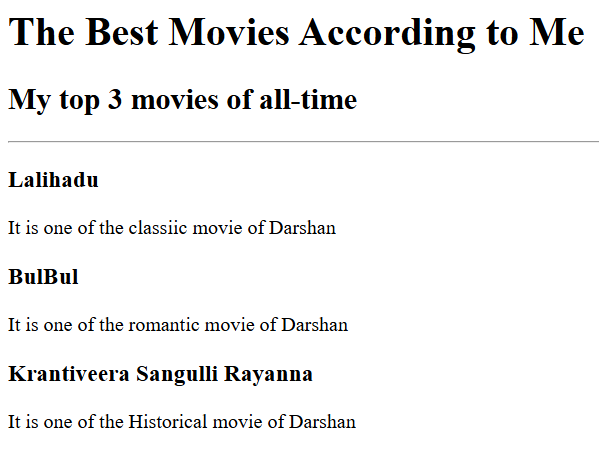 The Best Movies According to Me
My top 3 movies of all-time
Lalihadu
It is one of the classiic movie of Darshan
BulBul
It is one of the romantic movie of Darshan
Krantiveera Sangulli Rayanna
It is one of the Historical movie of Darshan